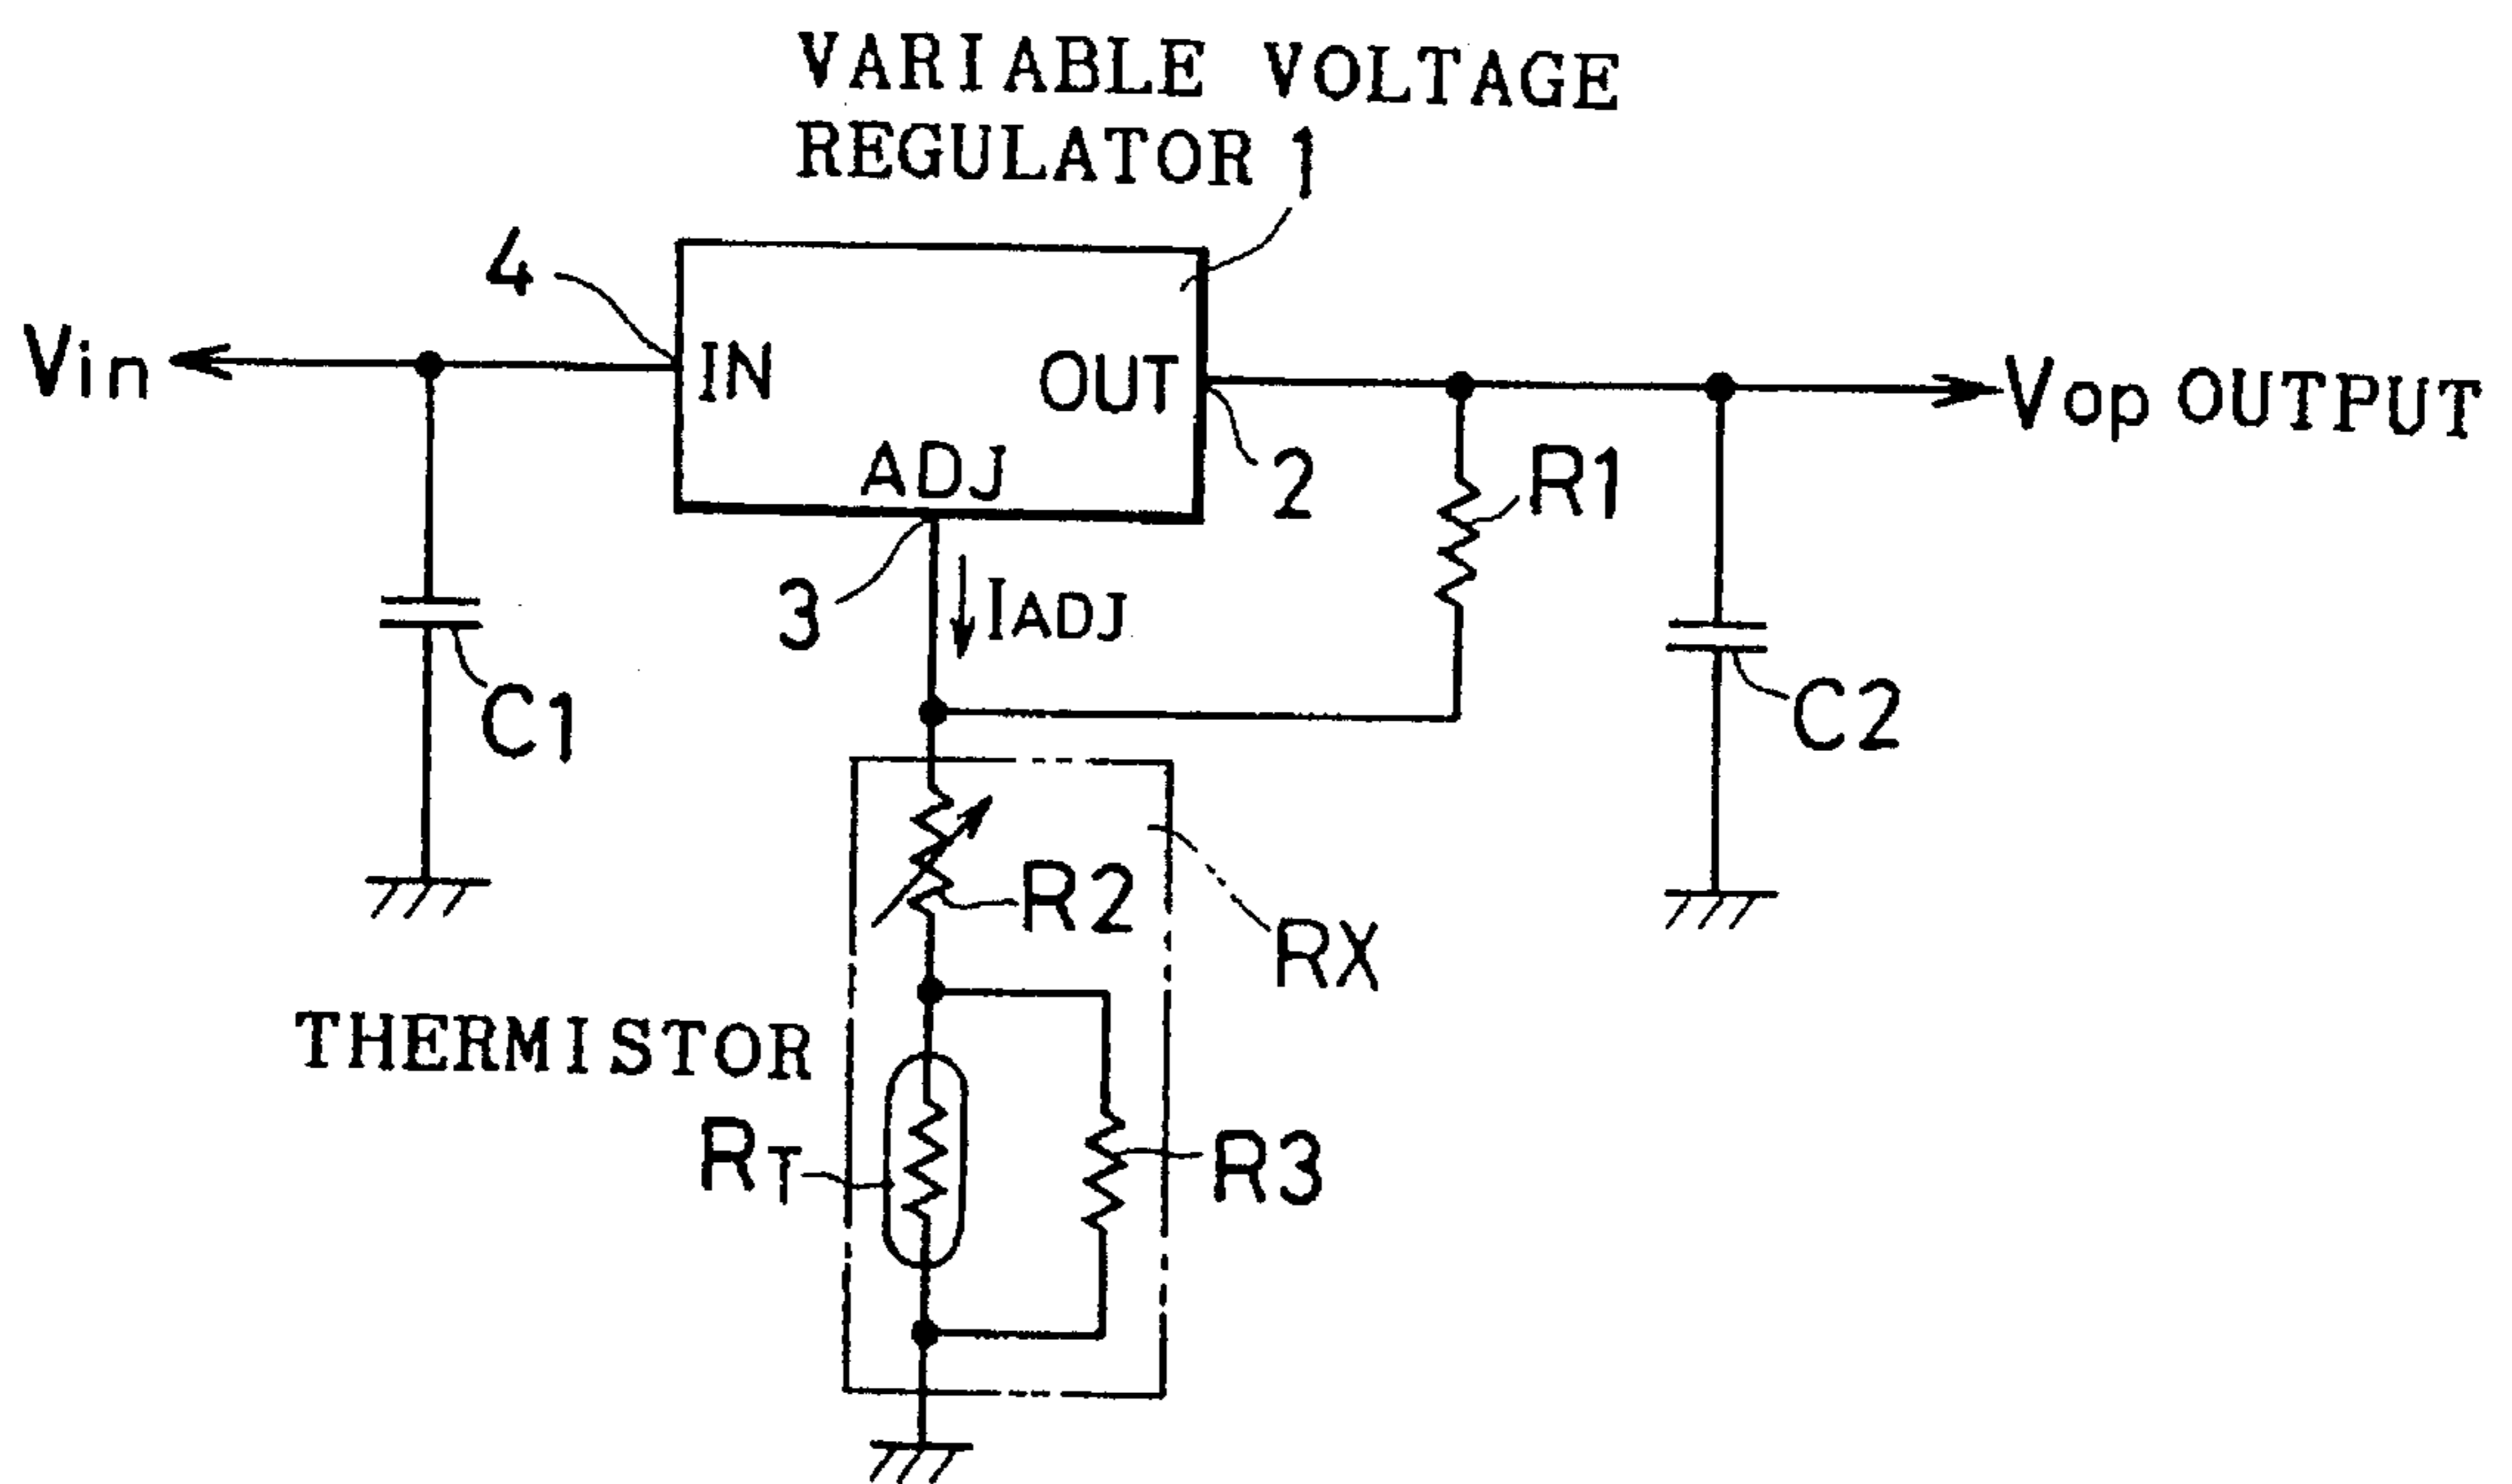 VARIABLE VOLTAGE
REGULATOR 1
4
Vin
IN
OUT
Vop OUTPUT
ADJ
2
R1
3
IADJ
C1
C2
R2
RX
THERMISTOR
RT
R3